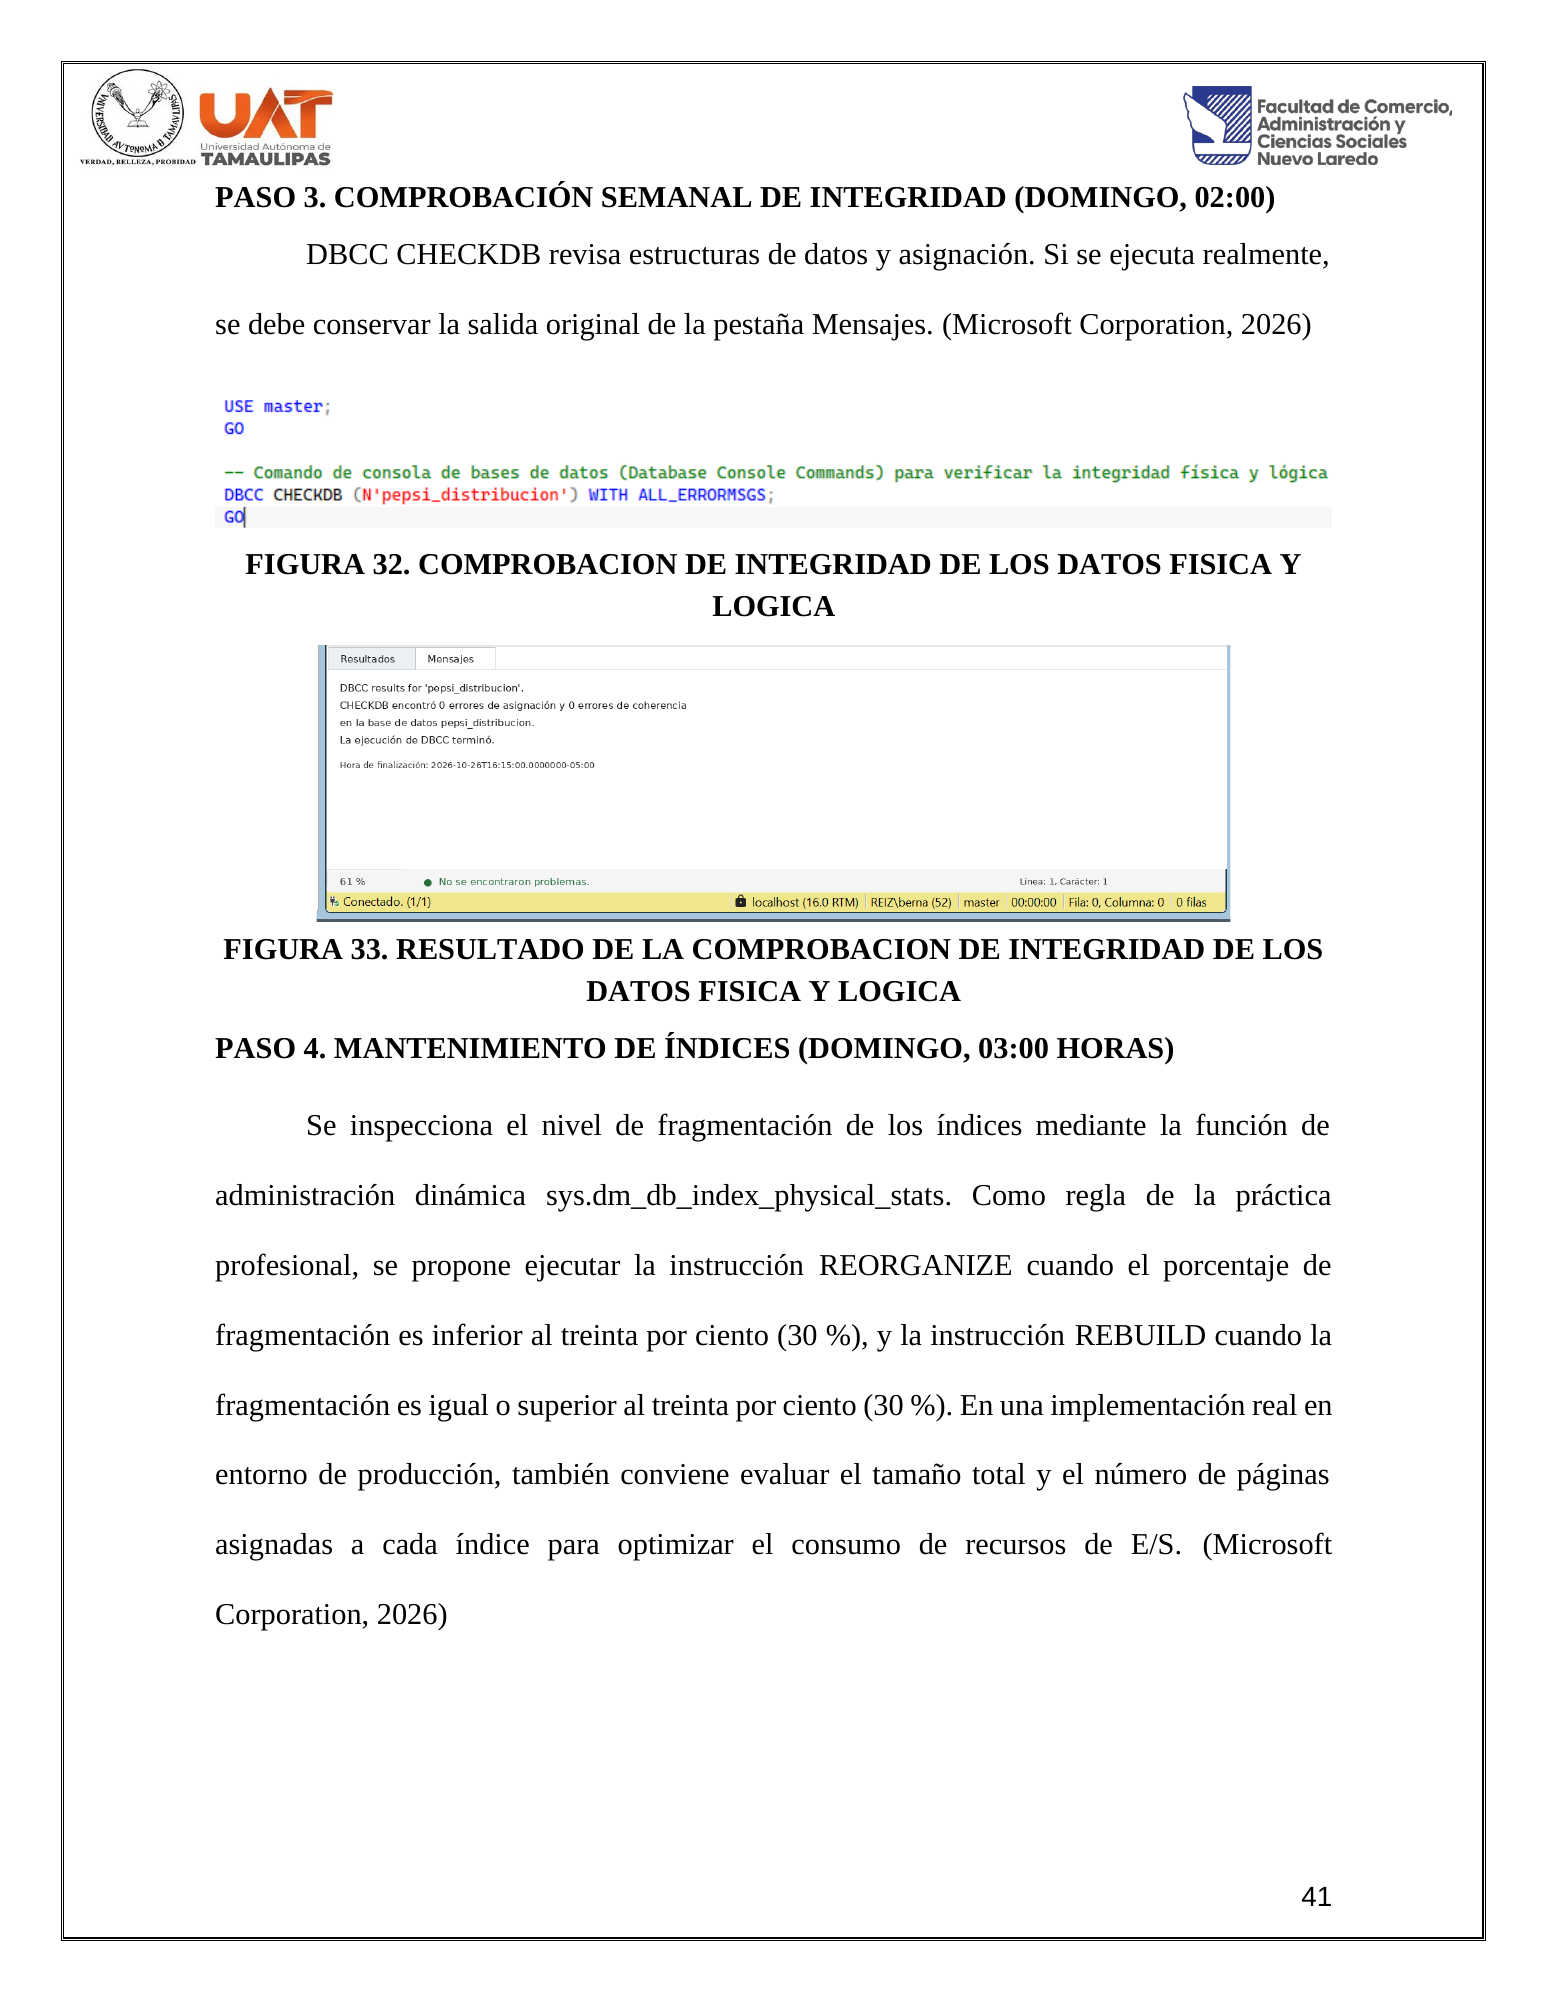 VNIVERSIDAD AVTONOMA D TAMAVLIPAS
VERDAD, BELLEZA, PROBIDAD
UAT
Universidad Autónoma de
TAMAULIPAS
Facultad de Comercio,
Administración y
Ciencias Sociales
Nuevo Laredo
PASO 3. COMPROBACIÓN SEMANAL DE INTEGRIDAD (DOMINGO, 02:00)
DBCC CHECKDB revisa estructuras de datos y asignación. Si se ejecuta realmente,
se debe conservar la salida original de la pestaña Mensajes. (Microsoft Corporation, 2026)
USE master;
GO
-- Comando de consola de bases de datos (Database Console Commands) para verificar la integridad física y lógica
DBCC CHECKDB (N'pepsi_distribucion') WITH ALL_ERRORMSGS;
GO
FIGURA 32. COMPROBACION DE INTEGRIDAD DE LOS DATOS FISICA Y
LOGICA
Resultados Mensajes
DBCC results for 'pepsi_distribucion'.
CHECKDB encontró 0 errores de asignación y 0 errores de coherencia
en la base de datos pepsi_distribucion.
La ejecución de DBCC terminó.
Hora de finalización: 2026-10-26T16:15:00.0000000-05:00
61 % No se encontraron problemas. Línea: 1, Carácter: 1
Conectado. (1/1) localhost (16.0 RTM) REIZ\berna (52) master 00:00:00 Fila: 0, Columna: 0 0 filas
FIGURA 33. RESULTADO DE LA COMPROBACION DE INTEGRIDAD DE LOS
DATOS FISICA Y LOGICA
PASO 4. MANTENIMIENTO DE ÍNDICES (DOMINGO, 03:00 HORAS)
Se inspecciona el nivel de fragmentación de los índices mediante la función de
administración dinámica sys.dm_db_index_physical_stats. Como regla de la práctica
profesional, se propone ejecutar la instrucción REORGANIZE cuando el porcentaje de
fragmentación es inferior al treinta por ciento (30 %), y la instrucción REBUILD cuando la
fragmentación es igual o superior al treinta por ciento (30 %). En una implementación real en
entorno de producción, también conviene evaluar el tamaño total y el número de páginas
asignadas a cada índice para optimizar el consumo de recursos de E/S. (Microsoft
Corporation, 2026)
41